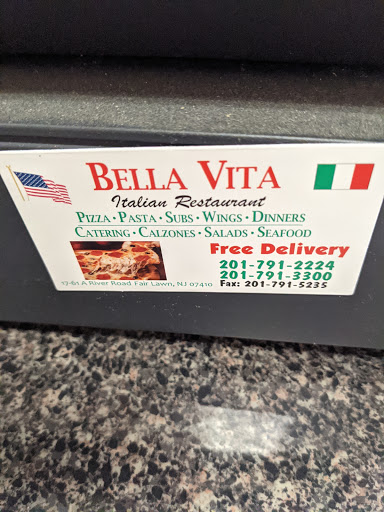 BELLA VITA
Italian Restaurant
PIZZA · PASTA · SUBS · WINGS · DINNERS
CATERING · CALZONES · SALADS · SEAFOOD
Free Delivery
201-791-2224
201-791-3300
17-61 A River Road. Fair Lawn, NJ 07410
Fax: 201-791-5235